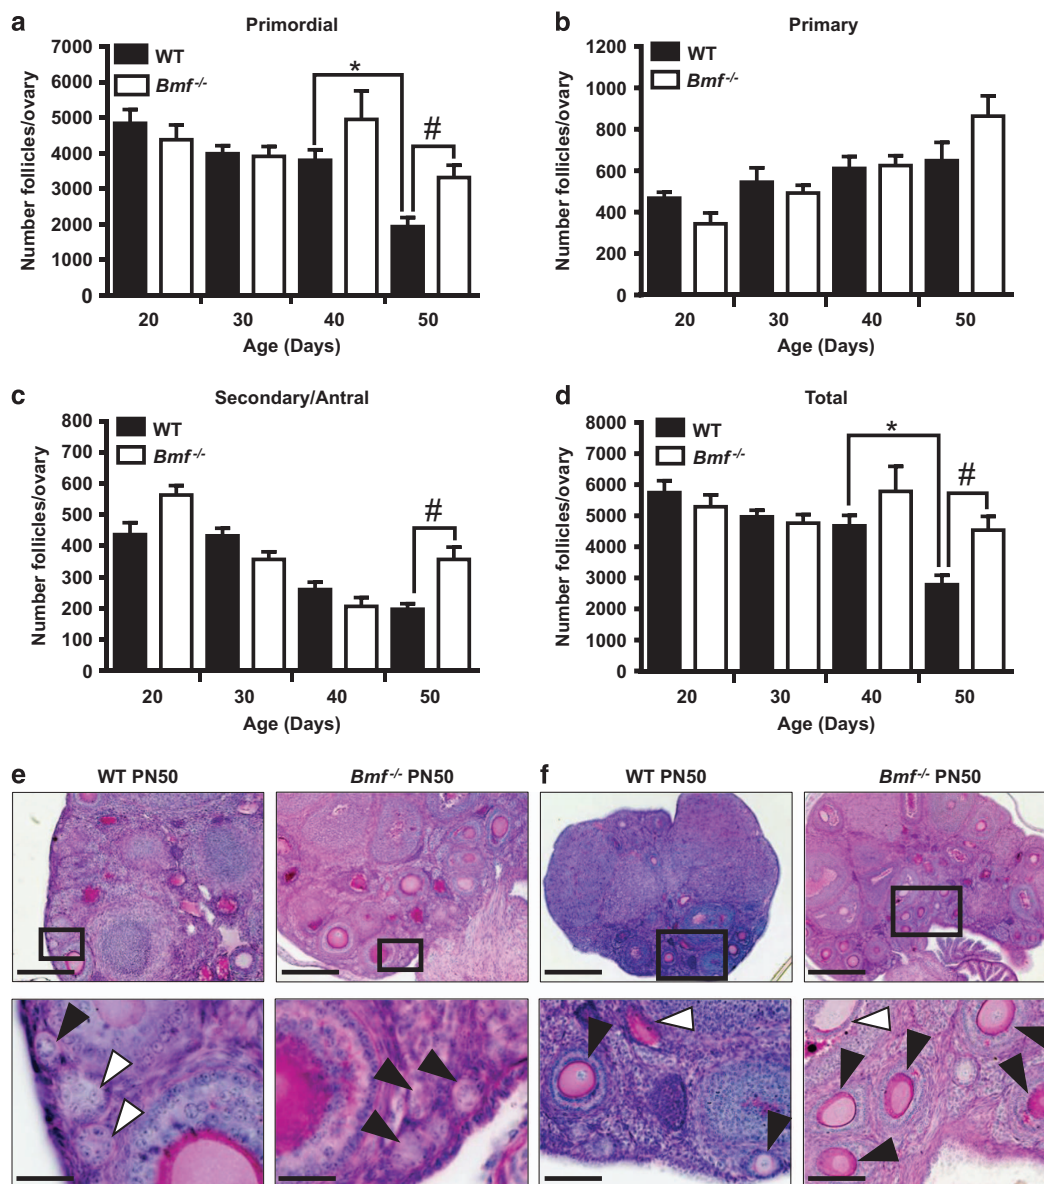 a
Primordial
Number follicles/ovary
7000
6000
5000
4000
3000
2000
1000
0
WT
Bmf -/-
*
#
20 30 40 50
Age (Days)
b
Primary
Number follicles/ovary
1200
1000
800
600
400
200
0
WT
Bmf -/-
20 30 40 50
Age (Days)
c
Secondary/Antral
Number follicles/ovary
800
700
600
500
400
300
200
100
0
WT
Bmf -/-
#
20 30 40 50
Age (Days)
d
Total
Number follicles/ovary
8000
7000
6000
5000
4000
3000
2000
1000
0
WT
Bmf -/-
*
#
20 30 40 50
Age (Days)
e
WT PN50
Bmf -/- PN50
f
WT PN50
Bmf -/- PN50